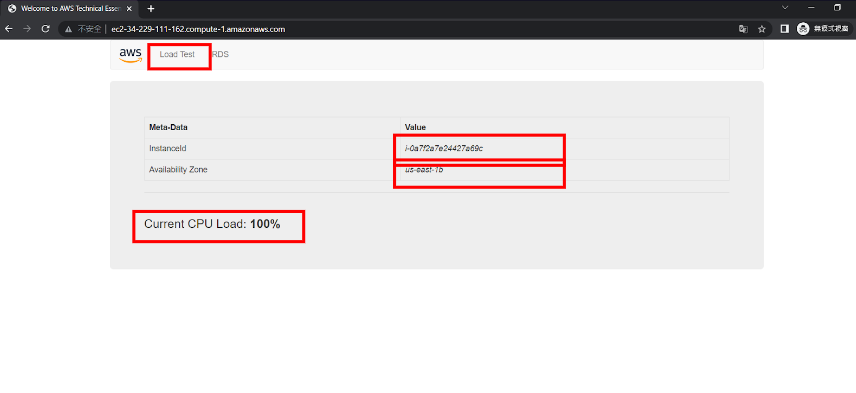 Welcome to AWS Technical Essen
不安全
ec2-34-229-111-162.compute-1.amazonaws.com
無痕式視窗
aws
Load Test
RDS
Meta-Data
Value
InstanceId
i-0a7f2a7e24427a69c
Availability Zone
us-east-1b
Current CPU Load: 100%